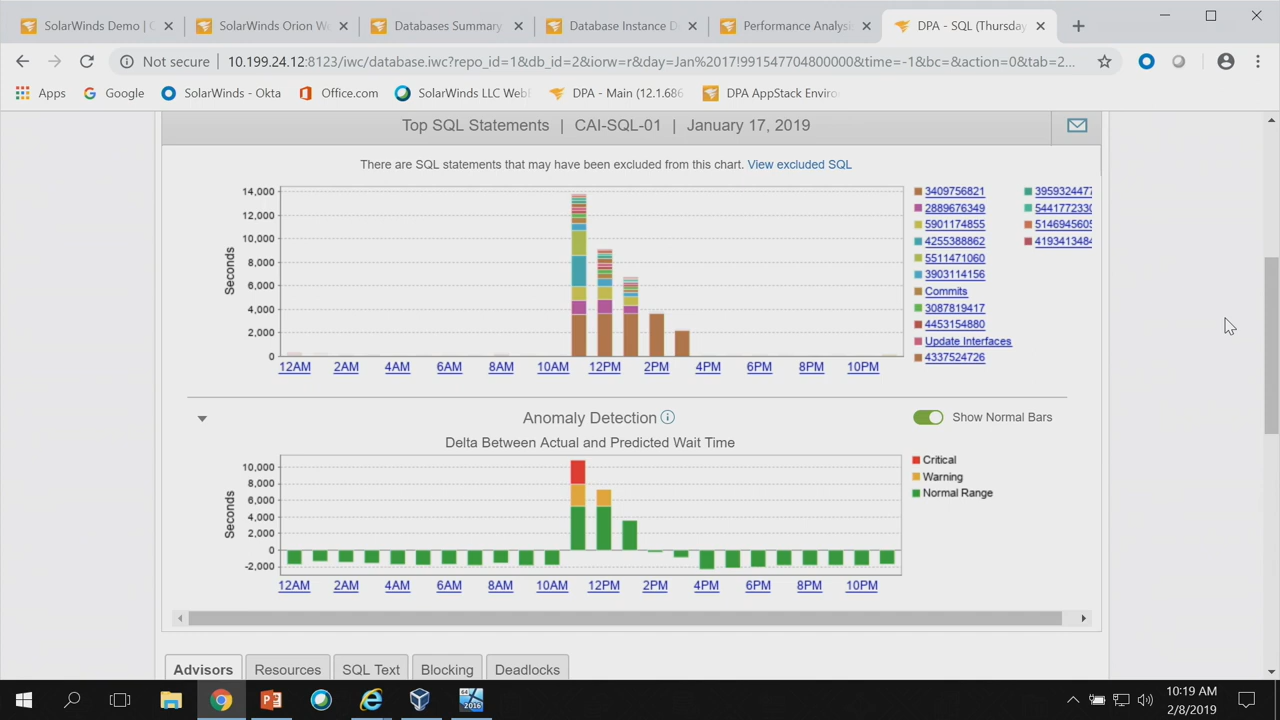 SolarWinds Demo | C
SolarWinds Orion We
Databases Summary
Database Instance D
Performance Analysis
DPA - SQL (Thursday
Not secure | 10.199.24.12:8123/iwc/database.iwc?repo_id=1&db_id=2&iorw=r&day=Jan%2017!991547704800000&time=-1&bc=&action=0&tab=2...
Apps
Google
SolarWinds - Okta
Office.com
SolarWinds LLC Web
DPA - Main (12.1.686
DPA AppStack Enviro
Top SQL Statements | CAI-SQL-01 | January 17, 2019
There are SQL statements that may have been excluded from this chart. View excluded SQL
Seconds
14,000
12,000
10,000
8,000
6,000
4,000
2,000
0
12AM 2AM 4AM 6AM 8AM 10AM 12PM 2PM 4PM 6PM 8PM 10PM
3409756821
2889676349
5901174855
4255388862
5511471060
3903114156
Commits
3087819417
4453154880
Update Interfaces
4337524726
3959324477
5441772330
5146945605
4193413484
Anomaly Detection
Show Normal Bars
Delta Between Actual and Predicted Wait Time
Seconds
10,000
8,000
6,000
4,000
2,000
0
-2,000
12AM 2AM 4AM 6AM 8AM 10AM 12PM 2PM 4PM 6PM 8PM 10PM
Critical
Warning
Normal Range
Advisors
Resources
SQL Text
Blocking
Deadlocks
2016
10:19 AM
2/8/2019